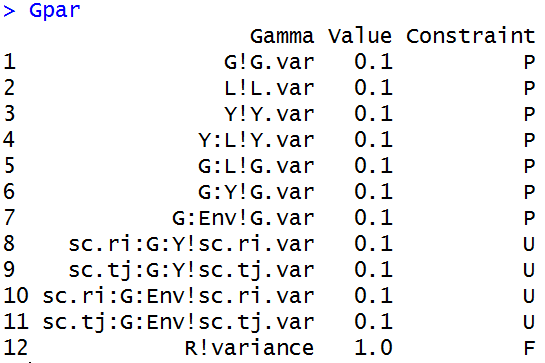 > Gpar
Gamma Value Constraint
1 G!G.var 0.1 P
2 L!L.var 0.1 P
3 Y!Y.var 0.1 P
4 Y:L!Y.var 0.1 P
5 G:L!G.var 0.1 P
6 G:Y!G.var 0.1 P
7 G:Env!G.var 0.1 P
8 sc.ri:G:Y!sc.ri.var 0.1 U
9 sc.tj:G:Y!sc.tj.var 0.1 U
10 sc.ri:G:Env!sc.ri.var 0.1 U
11 sc.tj:G:Env!sc.tj.var 0.1 U
12 R!variance 1.0 F